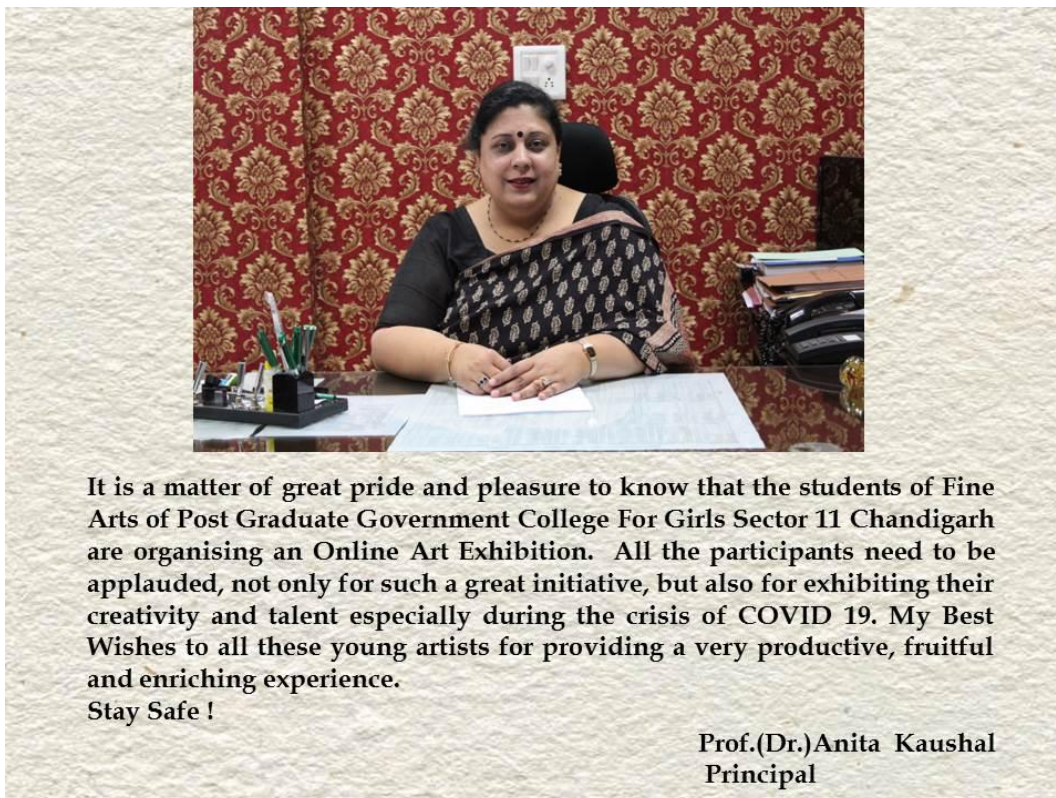 It is a matter of great pride and pleasure to know that the students of Fine
Arts of Post Graduate Government College For Girls Sector 11 Chandigarh
are organising an Online Art Exhibition.  All the participants need to be
applauded, not only for such a great initiative, but also for exhibiting their
creativity and talent especially during the crisis of COVID 19. My Best
Wishes to all these young artists for providing a very productive, fruitful
and enriching experience.
Stay Safe !
Prof.(Dr.)Anita  Kaushal
Principal